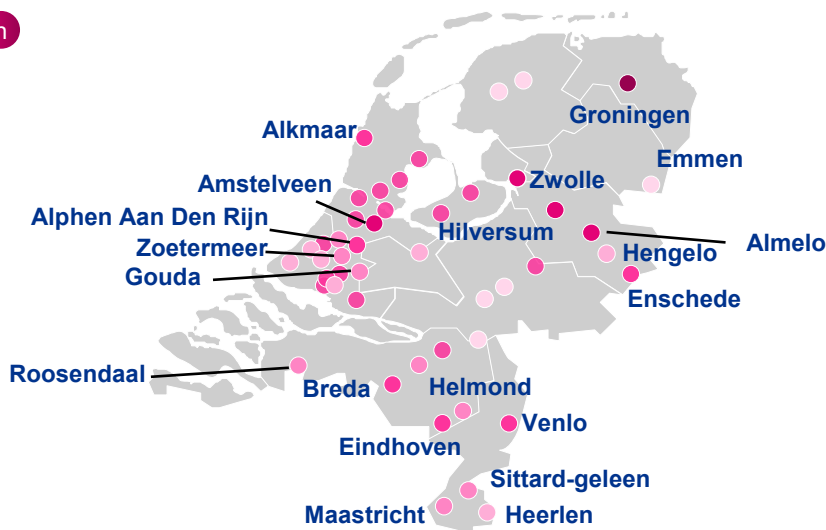 n
Groningen
Alkmaar
Emmen
Amstelveen
Zwolle
Alphen Aan Den Rijn
Hilversum
Almelo
Zoetermeer
Hengelo
Gouda
Enschede
Roosendaal
Breda
Helmond
Venlo
Eindhoven
Sittard-geleen
Maastricht
Heerlen